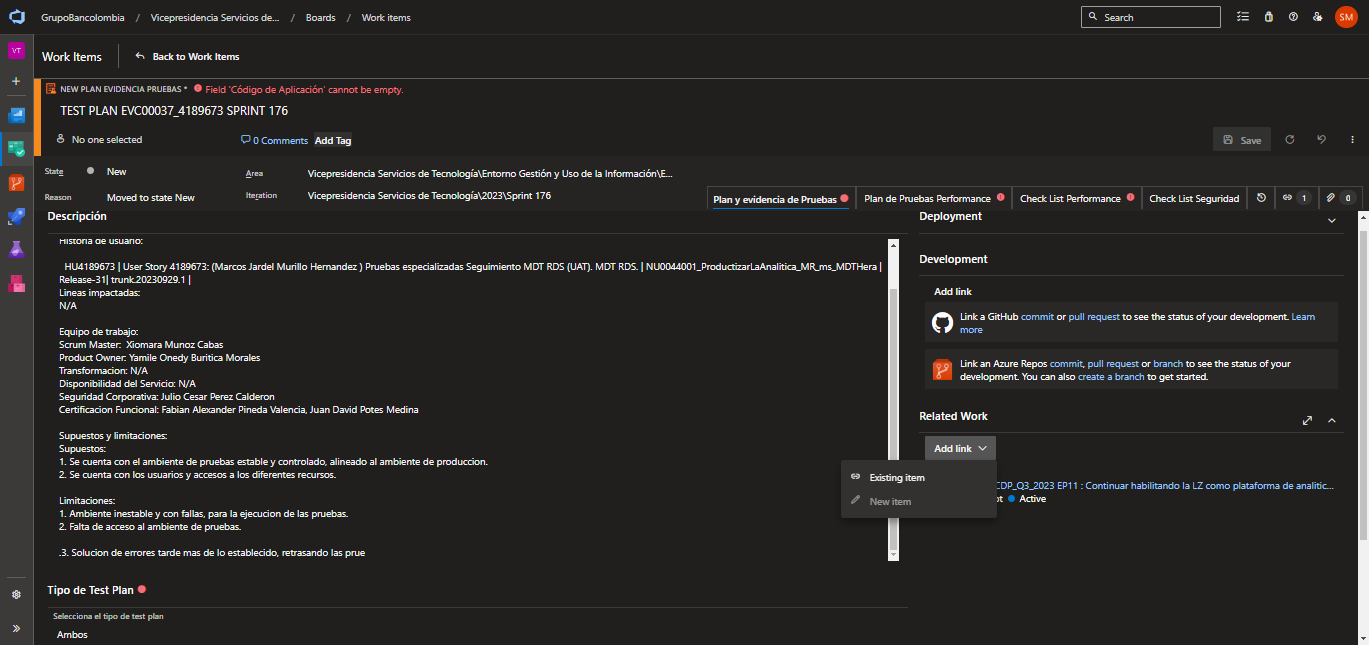 GrupoBancolombia / Vicepresidencia Servicios de... / Boards / Work items
Search
SM
VT
Work Items
Back to Work Items
NEW PLAN EVIDENCIA PRUEBAS * Field 'Código de Aplicación' cannot be empty.
TEST PLAN EVC00037_4189673 SPRINT 176
No one selected
0 Comments
Add Tag
Save
State
New
Area
Vicepresidencia Servicios de Tecnología\Entorno Gestión y Uso de la Información\E...
Reason
Moved to state New
Iteration
Vicepresidencia Servicios de Tecnología\2023\Sprint 176
Plan y evidencia de Pruebas
Plan de Pruebas Performance
Check List Performance
Check List Seguridad
1
0
Descripción
Historia de usuario:
HU4189673 | User Story 4189673: (Marcos Jardel Murillo Hernandez ) Pruebas especializadas Seguimiento MDT RDS (UAT). MDT RDS. | NU0044001_ProductizarLaAnalitica_MR_ms_MDTHera |
Release-31| trunk.20230929.1 |
Lineas impactadas:
N/A
Equipo de trabajo:
Scrum Master: Xiomara Munoz Cabas
Product Owner: Yamile Onedy Buritica Morales
Transformacion: N/A
Disponibilidad del Servicio: N/A
Seguridad Corporativa: Julio Cesar Perez Calderon
Certificacion Funcional: Fabian Alexander Pineda Valencia, Juan David Potes Medina
Supuestos y limitaciones:
Supuestos:
1. Se cuenta con el ambiente de pruebas estable y controlado, alineado al ambiente de produccion.
2. Se cuenta con los usuarios y accesos a los diferentes recursos.
Limitaciones:
1. Ambiente inestable y con fallas, para la ejecucion de las pruebas.
2. Falta de acceso al ambiente de pruebas.
.3. Solucion de errores tarde mas de lo establecido, retrasando las prue
Tipo de Test Plan
Selecciona el tipo de test plan
Ambos
Deployment
Development
Add link
Link a GitHub commit or pull request to see the status of your development. Learn
more
Link an Azure Repos commit, pull request or branch to see the status of your
development. You can also create a branch to get started.
Related Work
Add link
Existing item
New item
CDP_Q3_2023 EP11 : Continuar habilitando la LZ como plataforma de analitic...
pt Active